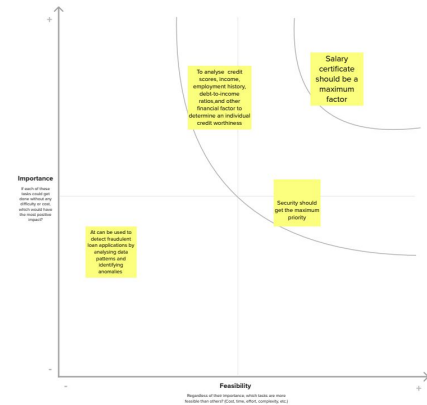 +
To analyse credit
scores, income,
employment history,
debt-to-income
ratios,and other
financial factor to
determine an individual
credit worthiness
Salary
certificate
should be a
maximum
factor
Importance
If each of these
tasks could get
done without any
difficulty or cost,
which would have
the most positive
impact?
Security should
get the maximum
priority
AI can be used to
detect fraudulent
loan applications by
analysing data
patterns and
identifying
anomalies
-
-
Feasibility
+
Regardless of their importance, which tasks are more
feasible than others? (Cost, time, effort, complexity, etc.)